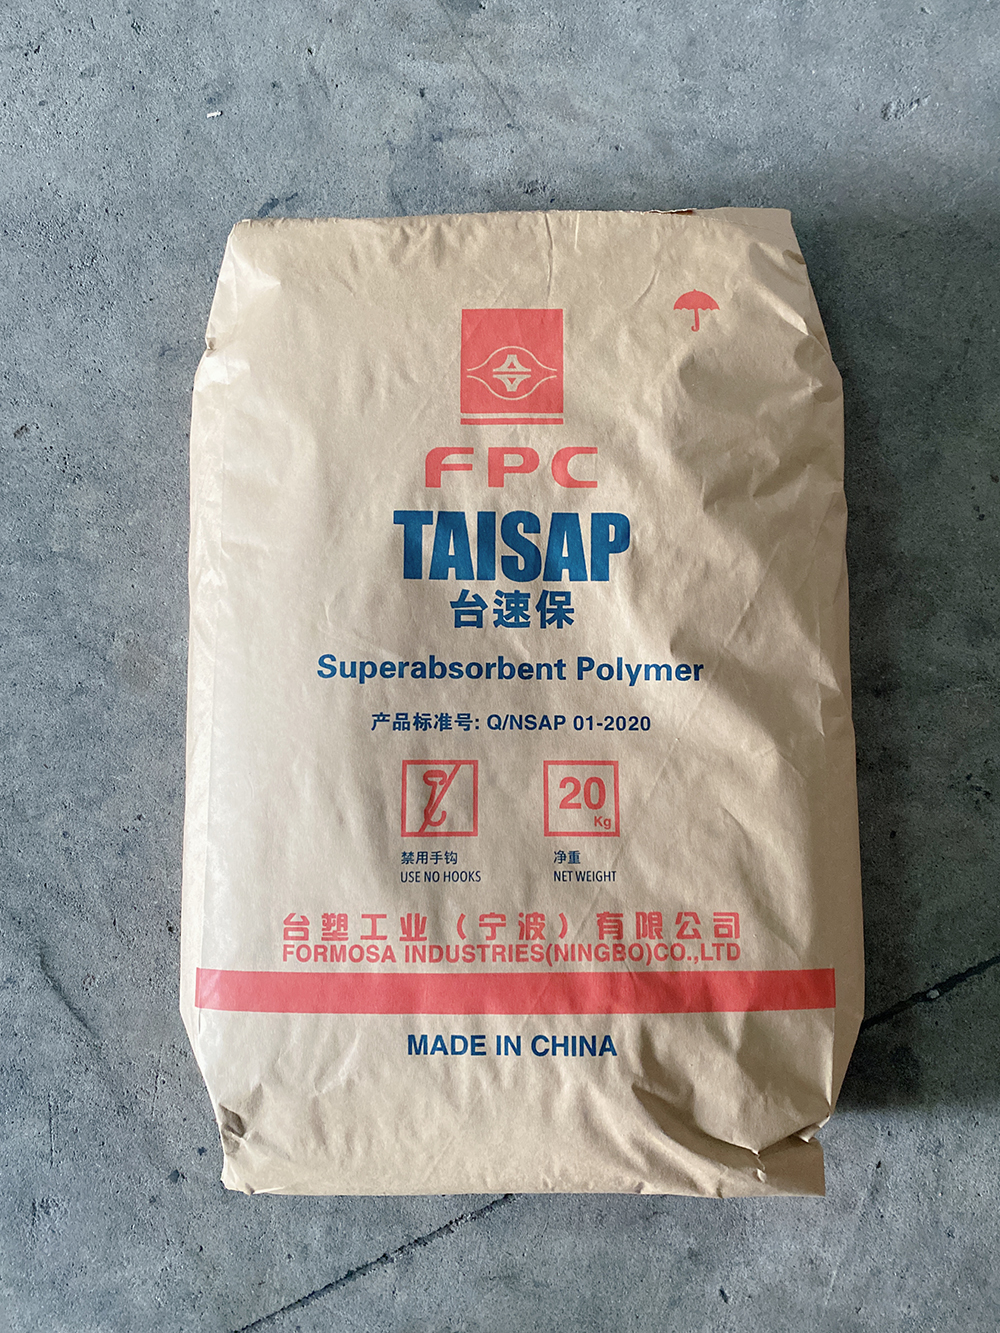 FPC
TAISAP
台速保
Superabsorbent Polymer
产品标准号: Q/NSAP 01-2020
20
Kg
禁用手钩
USE NO HOOKS
净重
NET WEIGHT
台塑工业（宁波）有限公司
FORMOSA INDUSTRIES(NINGBO)CO.,LTD
MADE IN CHINA